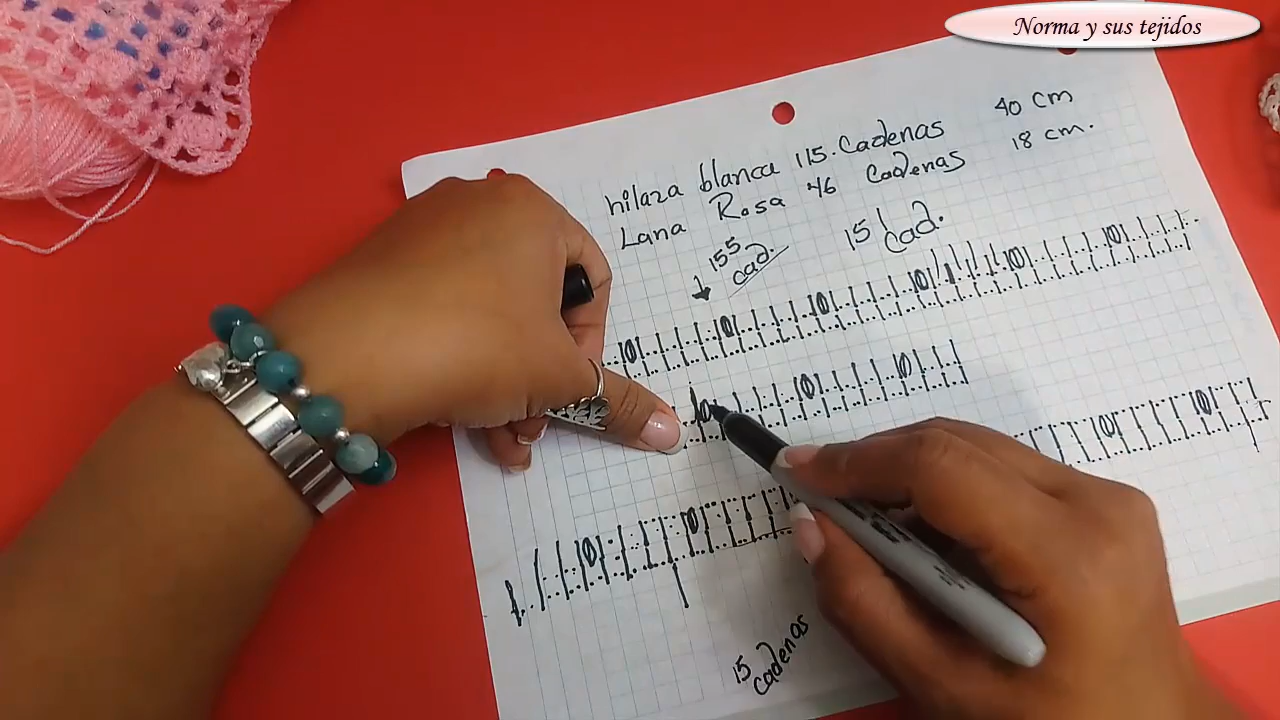 Norma y sus tejidos
hilaza blanca 115. Cadenas 40 cm
Lana Rosa 46 Cadenas 18 cm.
155 cad.
15 cad.
15 cadenas